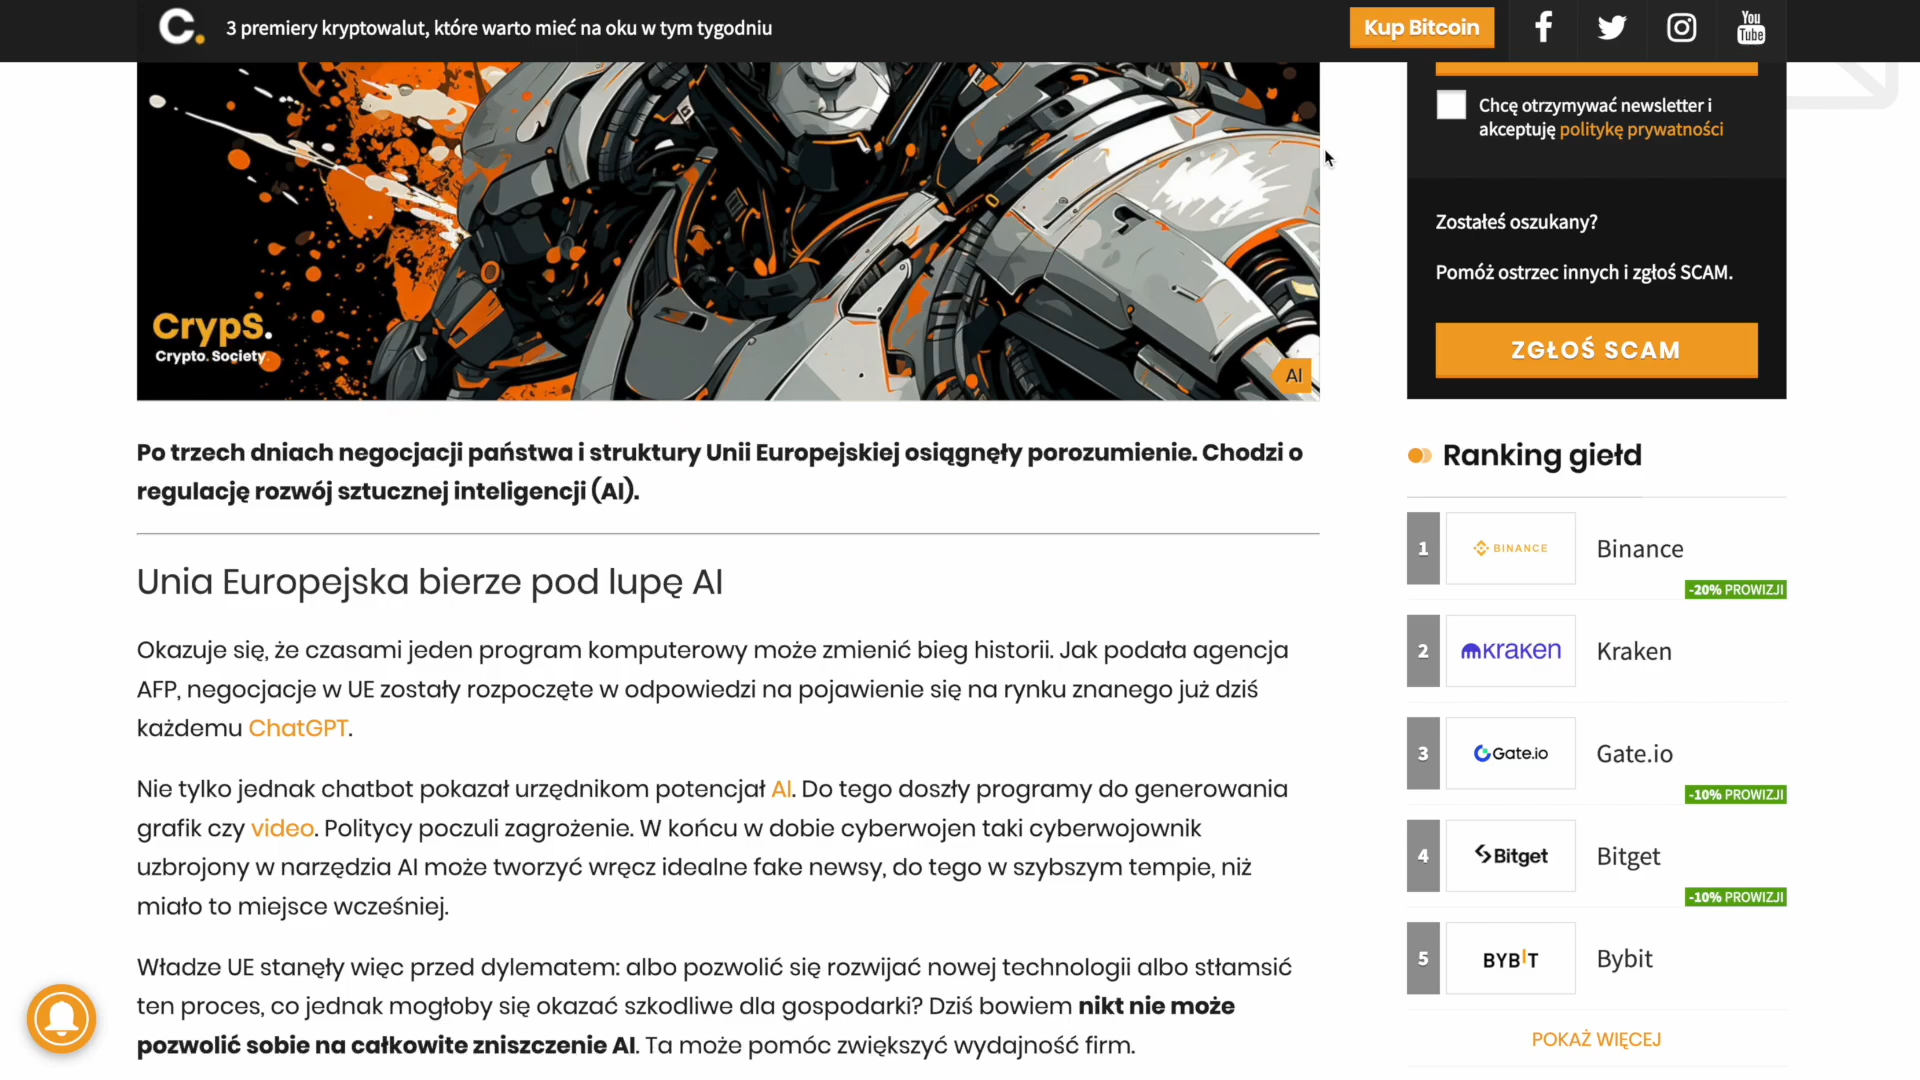 C.
3 premiery kryptowalut, które warto mieć na oku w tym tygodniu
Kup Bitcoin
You
Tube
CrypS.
Crypto. Society.
AI
Po trzech dniach negocjacji państwa i struktury Unii Europejskiej osiągnęły porozumienie. Chodzi o
regulację rozwój sztucznej inteligencji (AI).
Unia Europejska bierze pod lupę AI
Okazuje się, że czasami jeden program komputerowy może zmienić bieg historii. Jak podała agencja
AFP, negocjacje w UE zostały rozpoczęte w odpowiedzi na pojawienie się na rynku znanego już dziś
każdemu ChatGPT.
Nie tylko jednak chatbot pokazał urzędnikom potencjał AI. Do tego doszły programy do generowania
grafik czy video. Politycy poczuli zagrożenie. W końcu w dobie cyberwojen taki cyberwojownik
uzbrojony w narzędzia AI może tworzyć wręcz idealne fake newsy, do tego w szybszym tempie, niż
miało to miejsce wcześniej.
Władze UE stanęły więc przed dylematem: albo pozwolić się rozwijać nowej technologii albo stłamsić
ten proces, co jednak mogłoby się okazać szkodliwe dla gospodarki? Dziś bowiem nikt nie może
pozwolić sobie na całkowite zniszczenie AI. Ta może pomóc zwiększyć wydajność firm.
Chcę otrzymywać newsletter i
akceptuję politykę prywatności
Zostałeś oszukany?
Pomóż ostrzec innych i zgłoś SCAM.
ZGŁOŚ SCAM
Ranking giełd
1 BINANCE Binance
-20% PROWIZJI
2 kraken Kraken
3 Gate.io Gate.io
-10% PROWIZJI
4 Bitget Bitget
-10% PROWIZJI
5 BYBIT Bybit
POKAŻ WIĘCEJ